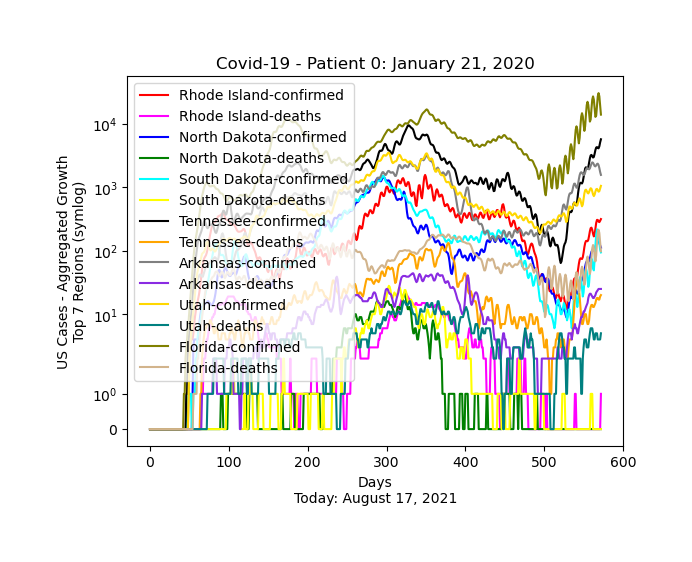 Covid-19 - Patient 0: January 21, 2020
US Cases - Aggregated Growth
Top 7 Regions (symlog)
10^4
10^3
10^2
10^1
10^0
0
Rhode Island-confirmed
Rhode Island-deaths
North Dakota-confirmed
North Dakota-deaths
South Dakota-confirmed
South Dakota-deaths
Tennessee-confirmed
Tennessee-deaths
Arkansas-confirmed
Arkansas-deaths
Utah-confirmed
Utah-deaths
Florida-confirmed
Florida-deaths
0 100 200 300 400 500 600
Days
Today: August 17, 2021